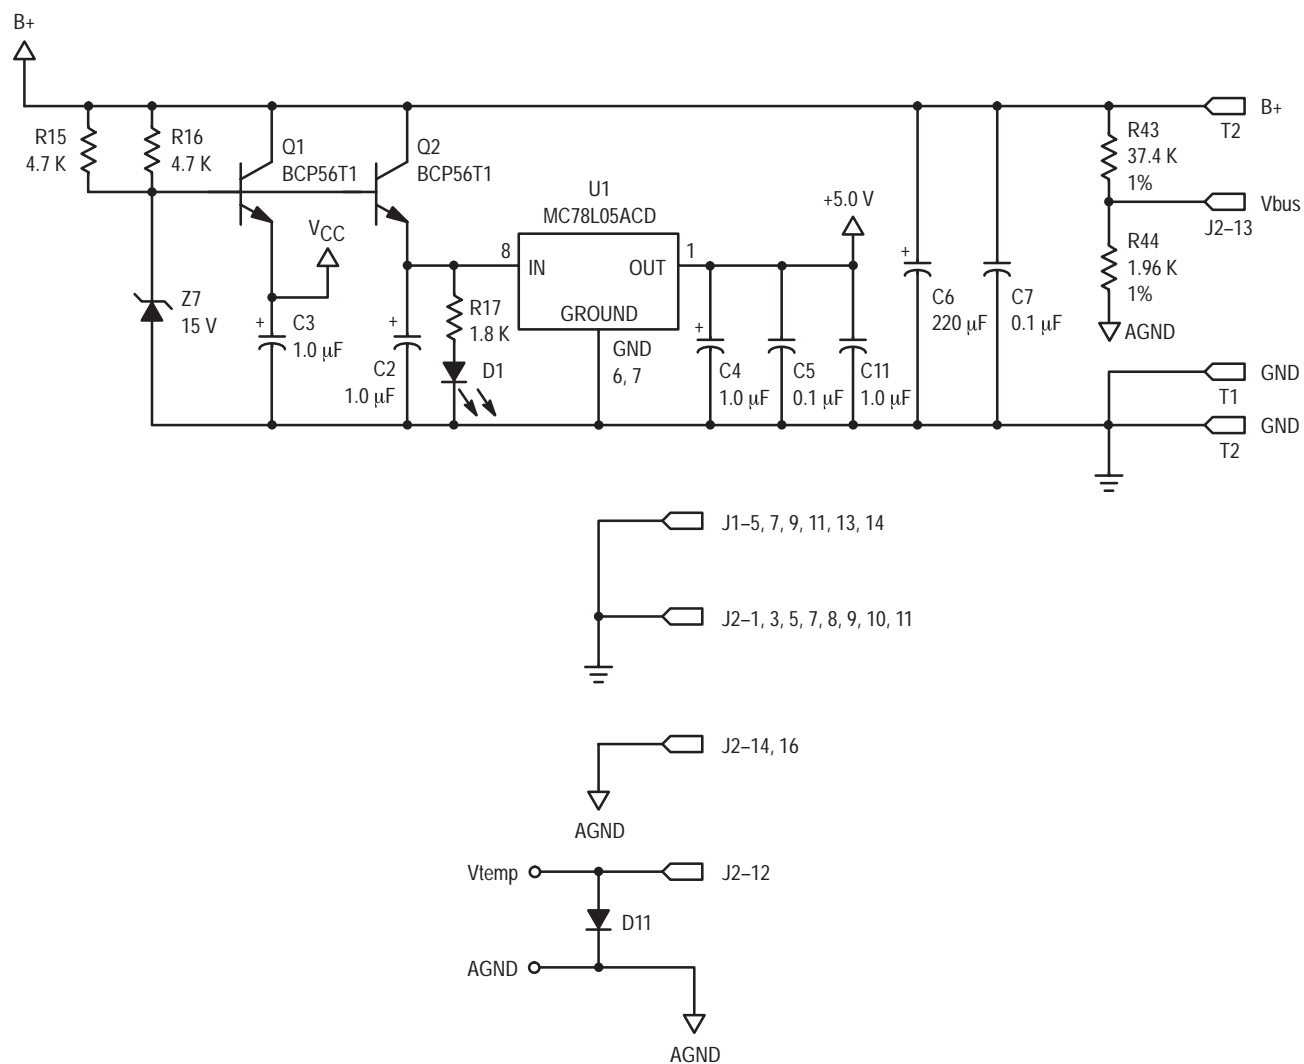 B+
R15
4.7 K
R16
4.7 K
Q1
BCP56T1
Q2
BCP56T1
U1
MC78L05ACD
+5.0 V
8
IN
OUT
1
GROUND
GND
6, 7
VCC
Z7
15 V
+
C3
1.0 µF
+
C2
1.0 µF
R17
1.8 K
D1
+
C4
1.0 µF
C5
0.1 µF
C11
1.0 µF
+
C6
220 µF
C7
0.1 µF
R43
37.4 K
1%
R44
1.96 K
1%
AGND
B+
T2
Vbus
J2–13
GND
T1
GND
T2
J1–5, 7, 9, 11, 13, 14
J2–1, 3, 5, 7, 8, 9, 10, 11
J2–14, 16
AGND
Vtemp
J2–12
D11
AGND
AGND